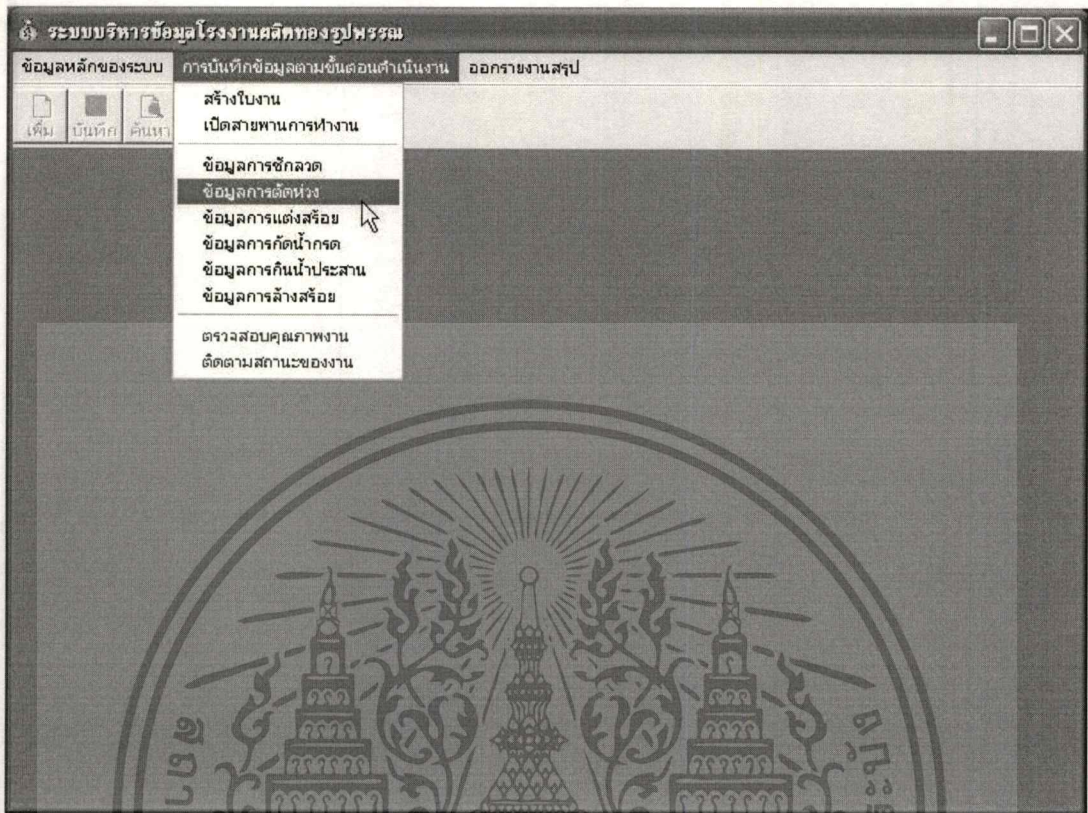 ระบบบริหารข้อมูลโรงงานผลิตทองรูปพรรณ
ข้อมูลหลักของระบบ การบันทึกข้อมูลตามขั้นตอนดำเนินงาน ออกรายงานสรุป
เพิ่ม บันทึก ค้นหา
สร้างใบงาน
เปิดสายพานการทำงาน
ข้อมูลการชักลวด
ข้อมูลการตัดห่วง
ข้อมูลการแต่งสร้อย
ข้อมูลการกัดน้ำกรด
ข้อมูลการกินน้ำประสาน
ข้อมูลการล้างสร้อย
ตรวจสอบคุณภาพงาน
ติดตามสถานะของงาน